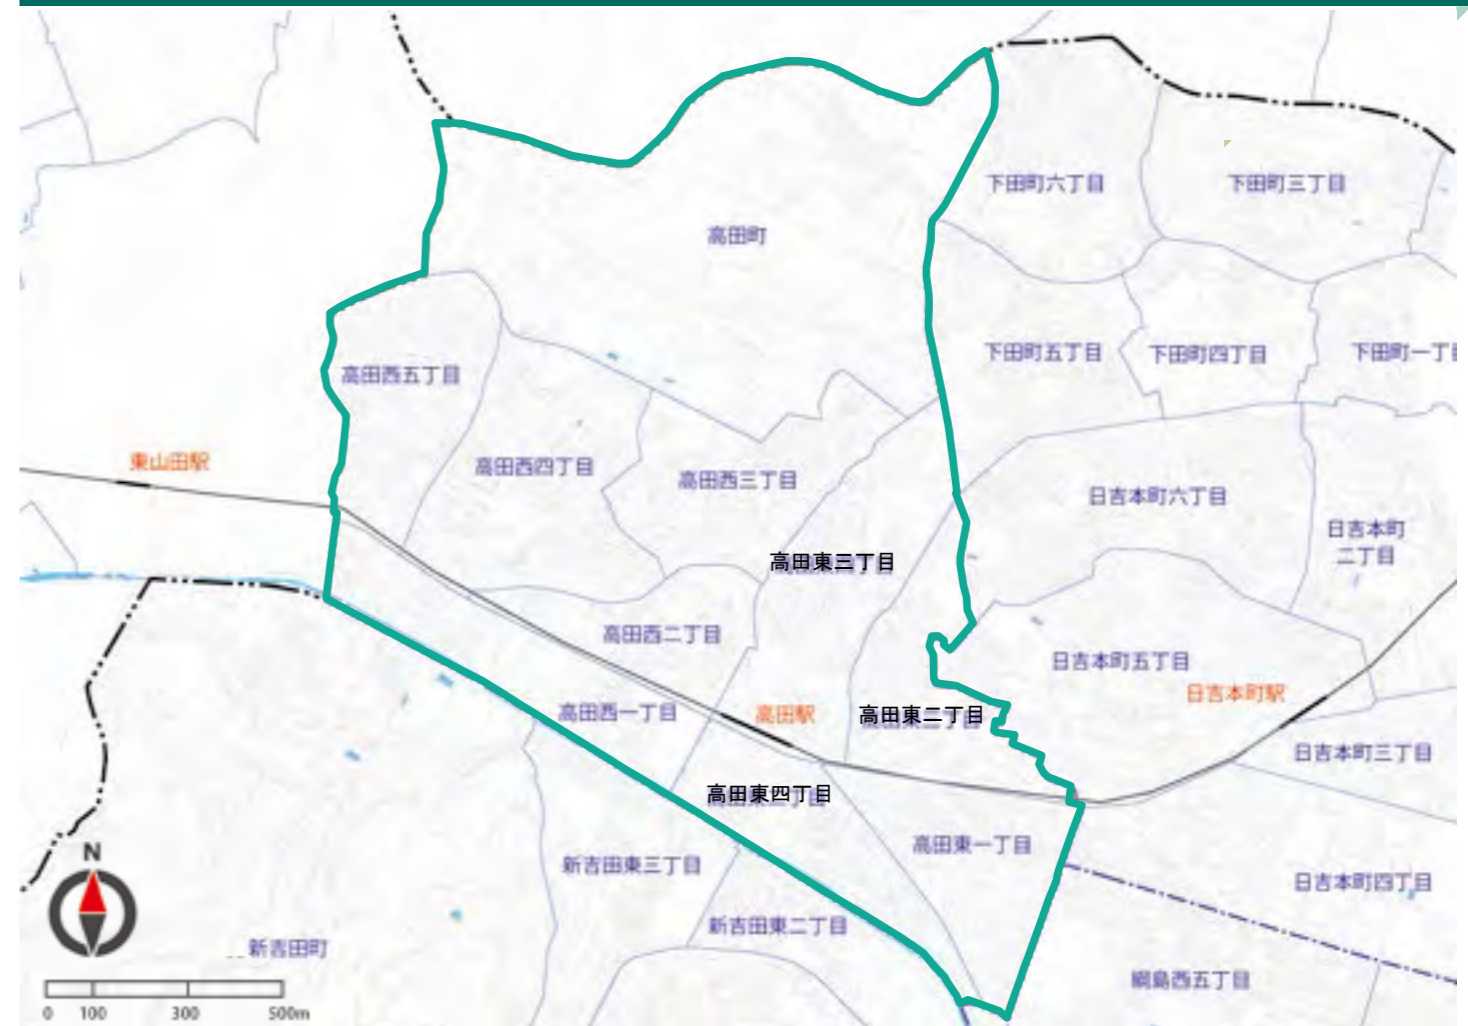 下田町六丁目
下田町三丁目
高田町
下田町五丁目
下田町四丁目
下田町一丁目
高田西五丁目
東山田駅
高田西四丁目
高田西三丁目
日吉本町六丁目
日吉本町
二丁目
高田東三丁目
高田西二丁目
日吉本町五丁目
日吉本町駅
高田西一丁目
高田駅
高田東二丁目
日吉本町三丁目
高田東四丁目
高田東一丁目
新吉田東三丁目
日吉本町四丁目
新吉田東二丁目
新吉田町
綱島西五丁目
N
0 100 300 500m